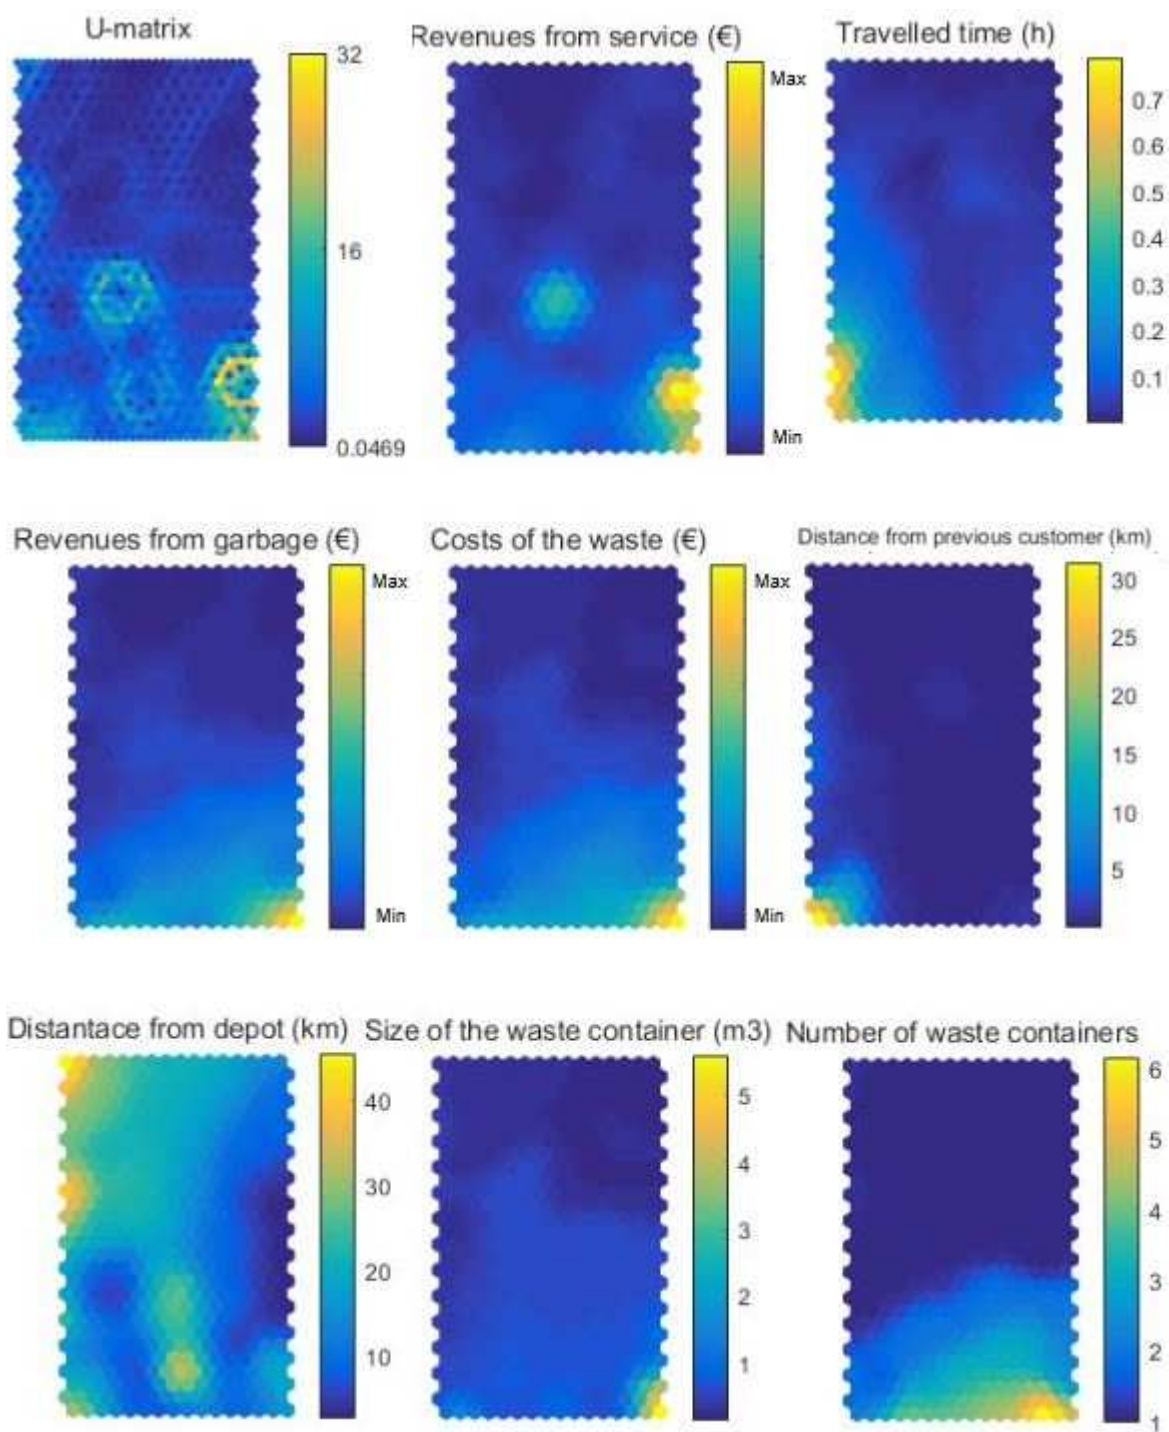 U-matrix
32
16
0.0469
Revenues from service (€)
Max
Min
Travelled time (h)
0.7
0.6
0.5
0.4
0.3
0.2
0.1
Revenues from garbage (€)
Max
Min
Costs of the waste (€)
Max
Min
Distance from previous customer (km)
30
25
20
15
10
5
Distantace from depot (km)
40
30
20
10
Size of the waste container (m3)
5
4
3
2
1
Number of waste containers
6
5
4
3
2
1